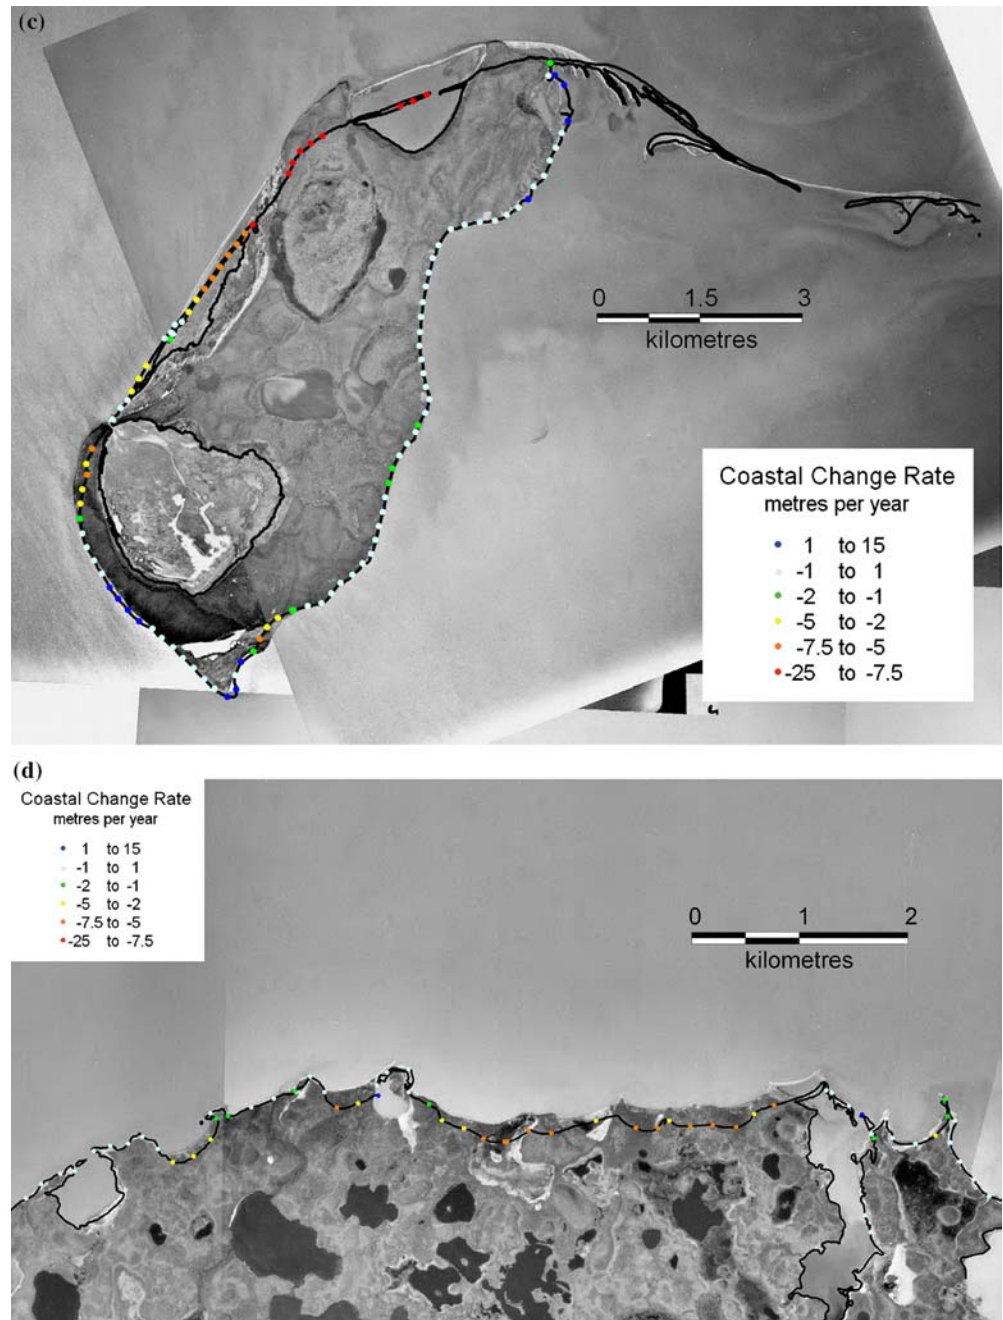 (c)
0 1.5 3
kilometres
Coastal Change Rate
metres per year
1 to 15
-1 to 1
-2 to -1
-5 to -2
-7.5 to -5
-25 to -7.5
(d)
Coastal Change Rate
metres per year
1 to 15
-1 to 1
-2 to -1
-5 to -2
-7.5 to -5
-25 to -7.5
0 1 2
kilometres